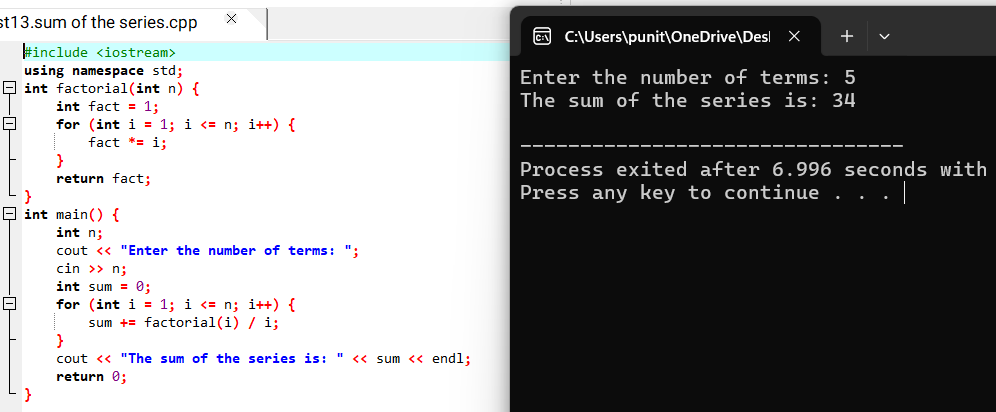 st13.sum of the series.cpp
#include <iostream>
using namespace std;
int factorial(int n) {
    int fact = 1;
    for (int i = 1; i <= n; i++) {
        fact *= i;
    }
    return fact;
}
int main() {
    int n;
    cout << "Enter the number of terms: ";
    cin >> n;
    int sum = 0;
    for (int i = 1; i <= n; i++) {
        sum += factorial(i) / i;
    }
    cout << "The sum of the series is: " << sum << endl;
    return 0;
}
C:\Users\punit\OneDrive\Des
Enter the number of terms: 5
The sum of the series is: 34
--------------------------------
Process exited after 6.996 seconds with
Press any key to continue . . .